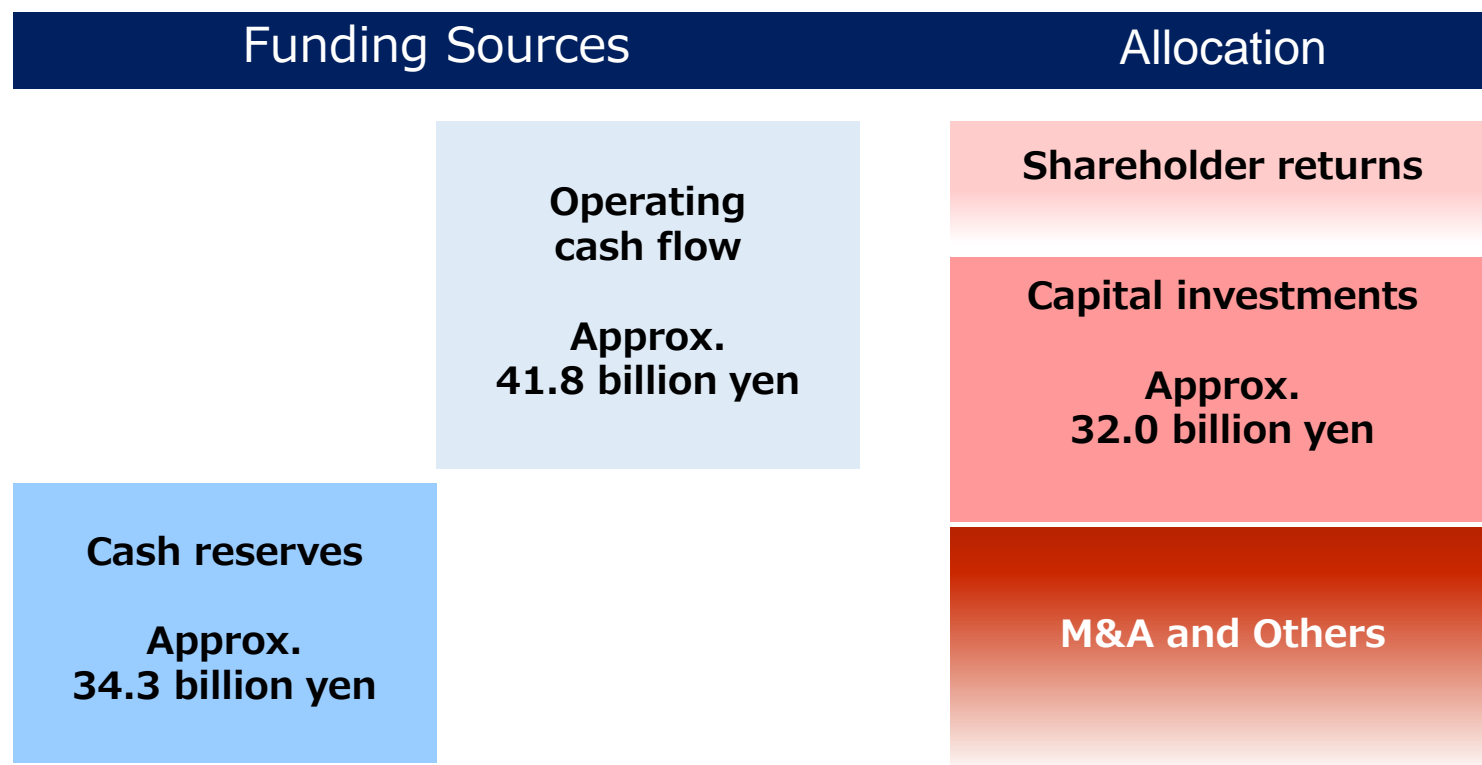 Funding Sources
Allocation
Operating
cash flow
Approx.
41.8 billion yen
Cash reserves
Approx.
34.3 billion yen
Shareholder returns
Capital investments
Approx.
32.0 billion yen
M&A and Others